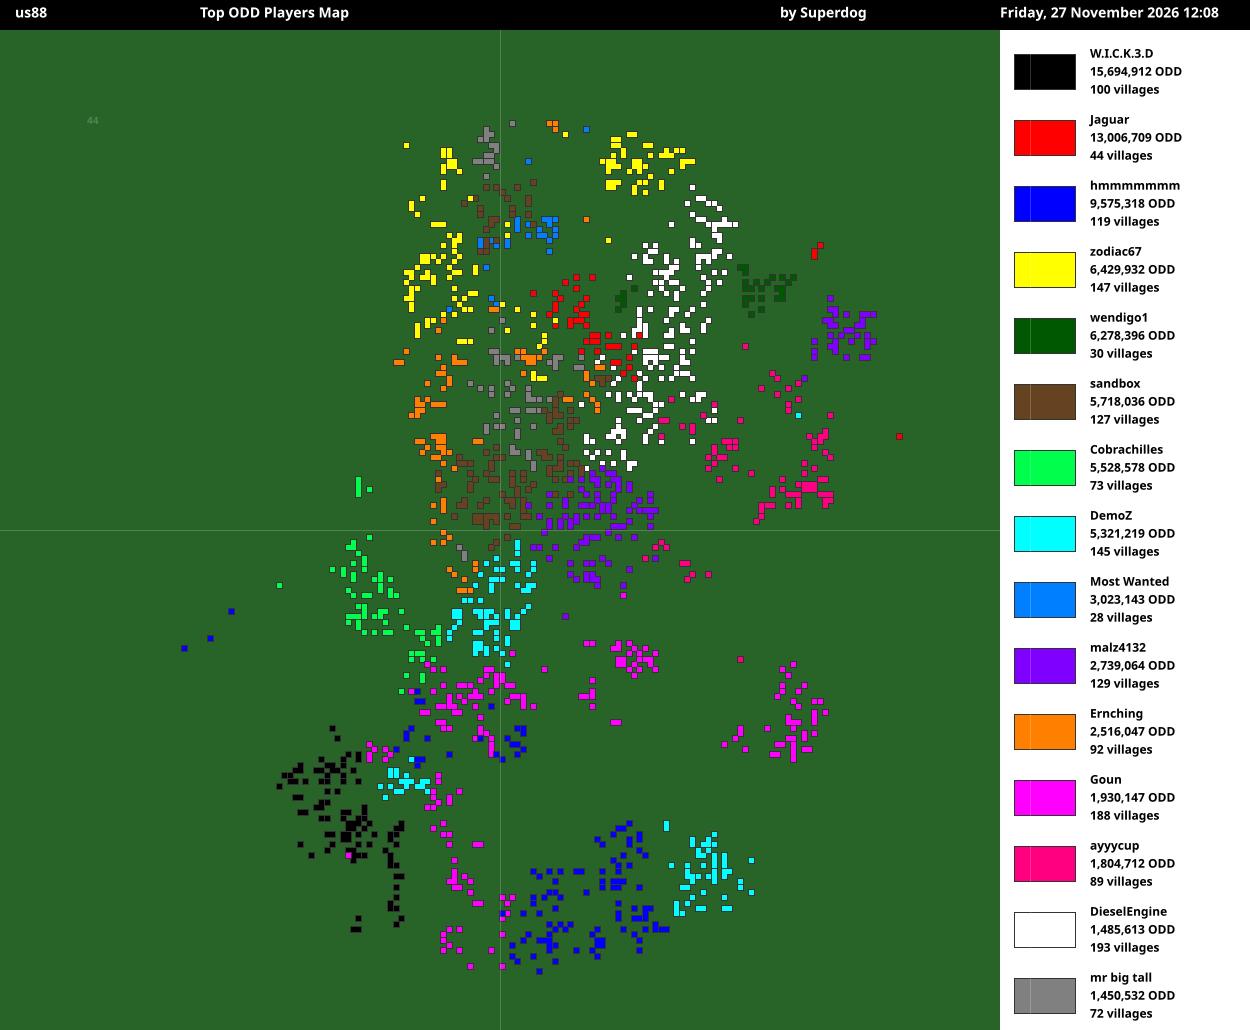 us88 Top ODD Players Map by Superdog Friday, 27 November 2026 12:08
44
W.I.C.K.3.D
15,694,912 ODD
100 villages
Jaguar
13,006,709 ODD
44 villages
hmmmmmmm
9,575,318 ODD
119 villages
zodiac67
6,429,932 ODD
147 villages
wendigo1
6,278,396 ODD
30 villages
sandbox
5,718,036 ODD
127 villages
Cobrachilles
5,528,578 ODD
73 villages
DemoZ
5,321,219 ODD
145 villages
Most Wanted
3,023,143 ODD
28 villages
malz4132
2,739,064 ODD
129 villages
Ernching
2,516,047 ODD
92 villages
Goun
1,930,147 ODD
188 villages
ayyycup
1,804,712 ODD
89 villages
DieselEngine
1,485,613 ODD
193 villages
mr big tall
1,450,532 ODD
72 villages